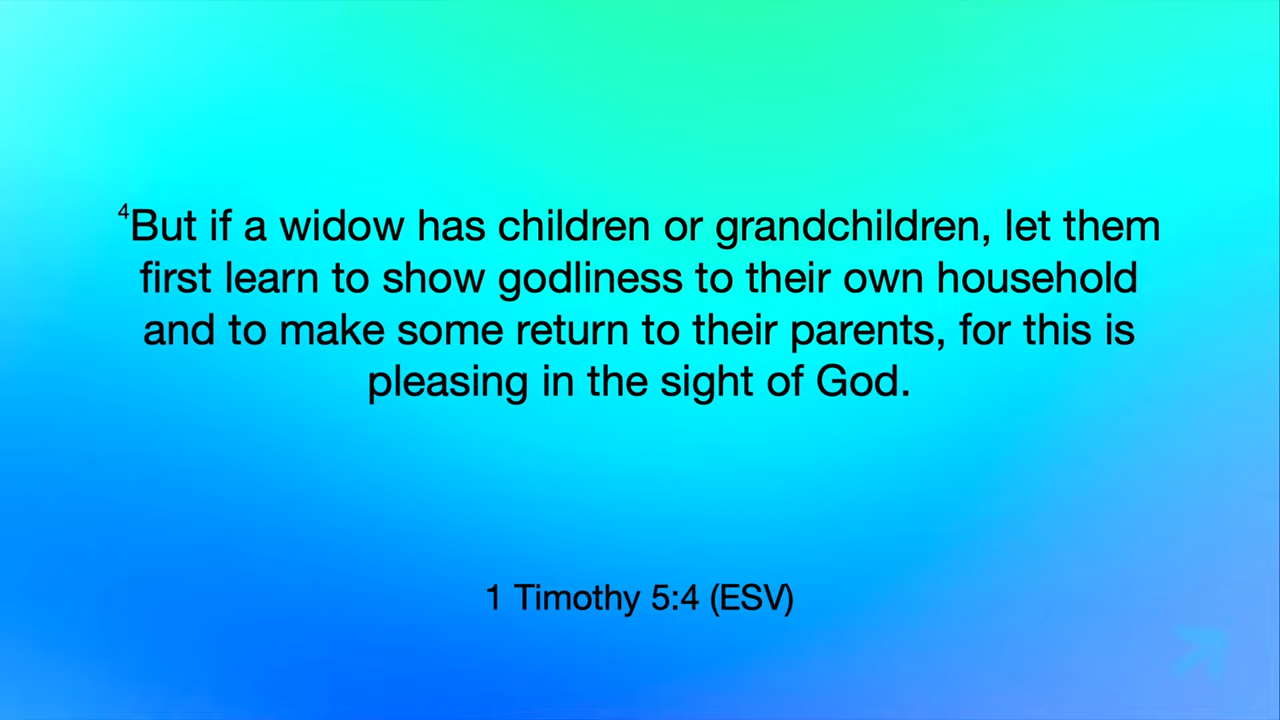 ⁴But if a widow has children or grandchildren, let them
first learn to show godliness to their own household
and to make some return to their parents, for this is
pleasing in the sight of God.
1 Timothy 5:4 (ESV)